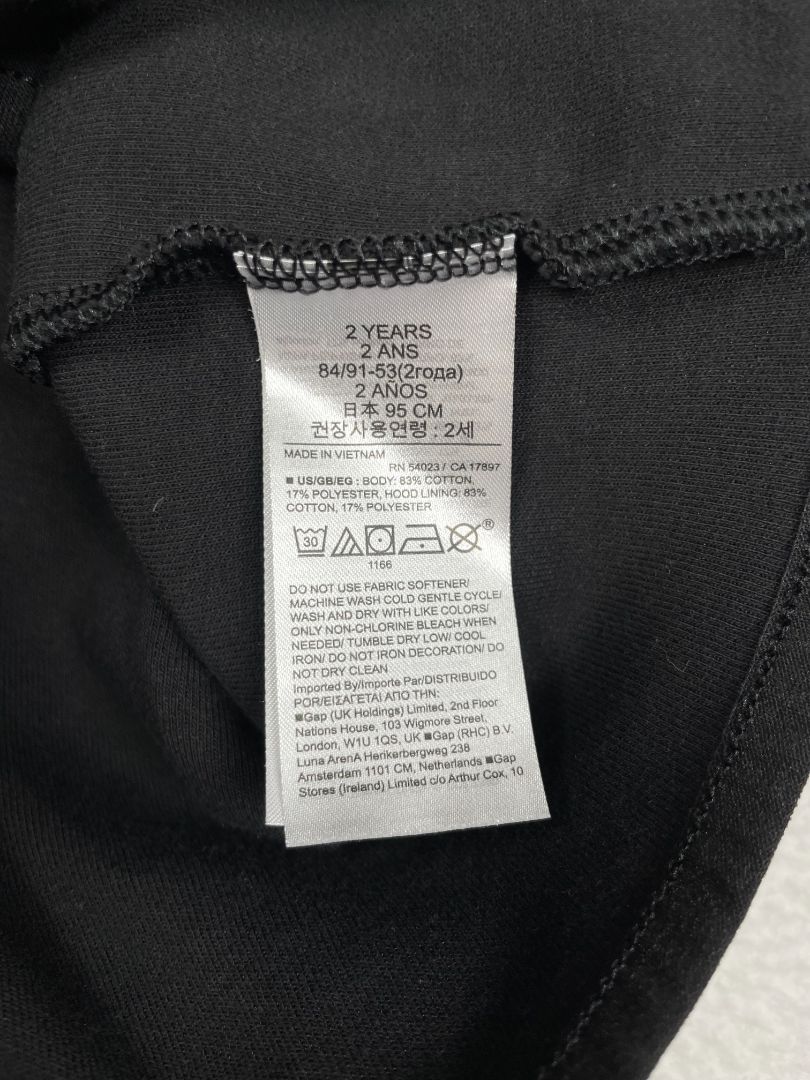 2 YEARS
2 ANS
84/91-53(2года)
2 AÑOS
日本 95 CM
권장사용연령 : 2세
MADE IN VIETNAM
RN 54023 / CA 17897
■ US/GB/EG : BODY: 83% COTTON,
17% POLYESTER, HOOD LINING: 83%
COTTON, 17% POLYESTER
30
®
1166
DO NOT USE FABRIC SOFTENER/
MACHINE WASH COLD GENTLE CYCLE/
WASH AND DRY WITH LIKE COLORS/
ONLY NON-CHLORINE BLEACH WHEN
NEEDED/ TUMBLE DRY LOW/ COOL
IRON/ DO NOT IRON DECORATION/ DO
NOT DRY CLEAN
Imported By/Importe Par/DISTRIBUIDO
POR/ΕΙΣΑΓΕΤΑΙ ΑΠΟ ΤΗΝ:
■Gap (UK Holdings) Limited, 2nd Floor
Nations House, 103 Wigmore Street,
London, W1U 1QS, UK ■Gap (RHC) B.V.
Luna ArenA Herikerbergweg 238
Amsterdam 1101 CM, Netherlands ■Gap
Stores (Ireland) Limited c/o Arthur Cox, 10